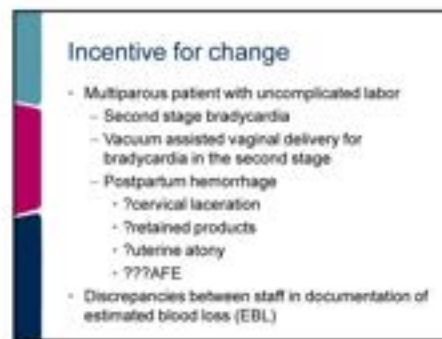 Incentive for change
• Multiparous patient with uncomplicated labor
– Second stage bradycardia
– Vacuum assisted vaginal delivery for
bradycardia in the second stage
– Postpartum hemorrhage
• ?cervical laceration
• ?retained products
• ?uterine atony
• ???AFE
• Discrepancies between staff in documentation of
estimated blood loss (EBL)